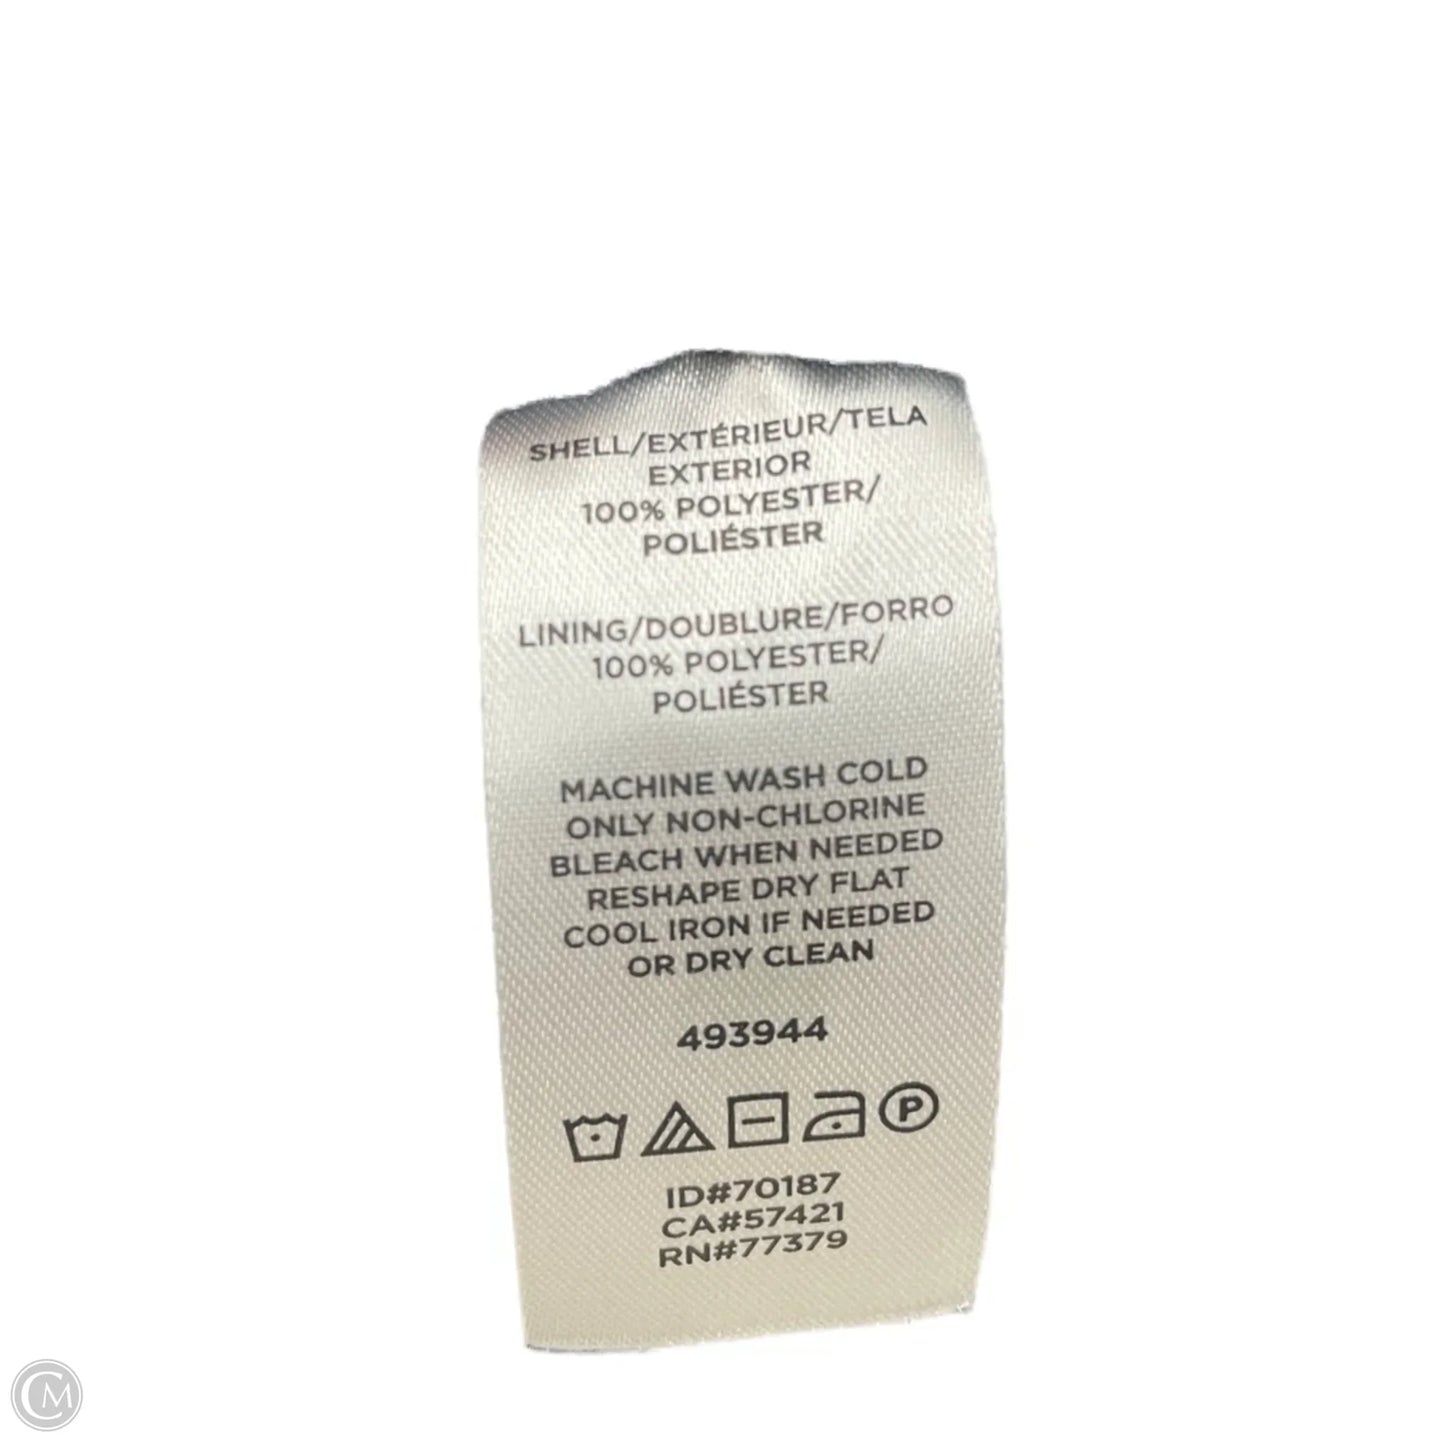 SHELL/EXTÉRIEUR/TELA
EXTERIOR
100% POLYESTER/
POLIÉSTER
LINING/DOUBLURE/FORRO
100% POLYESTER/
POLIÉSTER
MACHINE WASH COLD
ONLY NON-CHLORINE
BLEACH WHEN NEEDED
RESHAPE DRY FLAT
COOL IRON IF NEEDED
OR DRY CLEAN
493944
P
ID#70187
CA#57421
RN#77379
CM